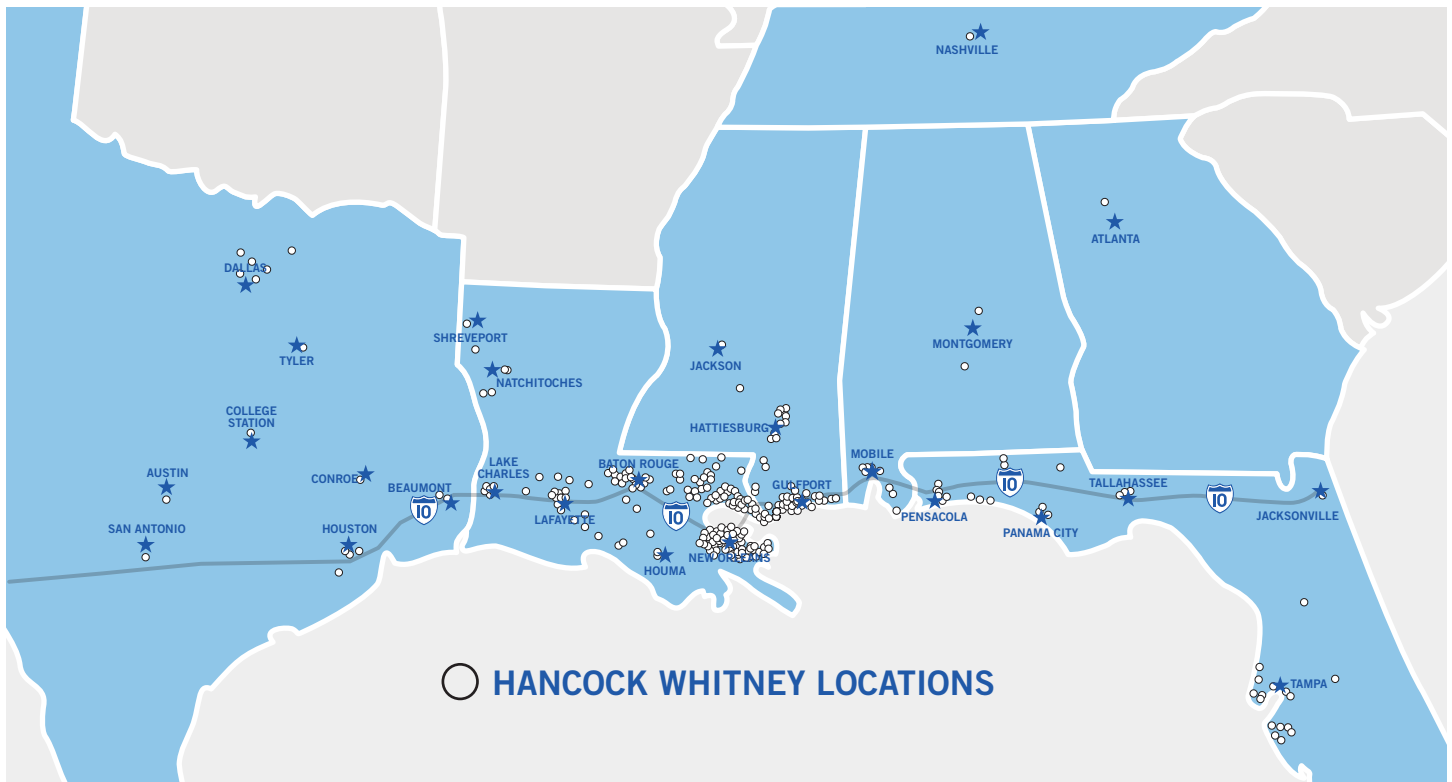 NASHVILLE
ATLANTA
DALLAS
SHREVEPORT
MONTGOMERY
TYLER
JACKSON
NATCHITOCHES
COLLEGE
STATION
HATTIESBURG
AUSTIN
CONROE
LAKE
CHARLES
BATON ROUGE
MOBILE
BEAUMONT
GULFPORT
TALLAHASSEE
10
10
10
10
SAN ANTONIO
HOUSTON
LAFAYETTE
PENSACOLA
PANAMA CITY
JACKSONVILLE
NEW ORLEANS
HOUMA
HANCOCK WHITNEY LOCATIONS
TAMPA